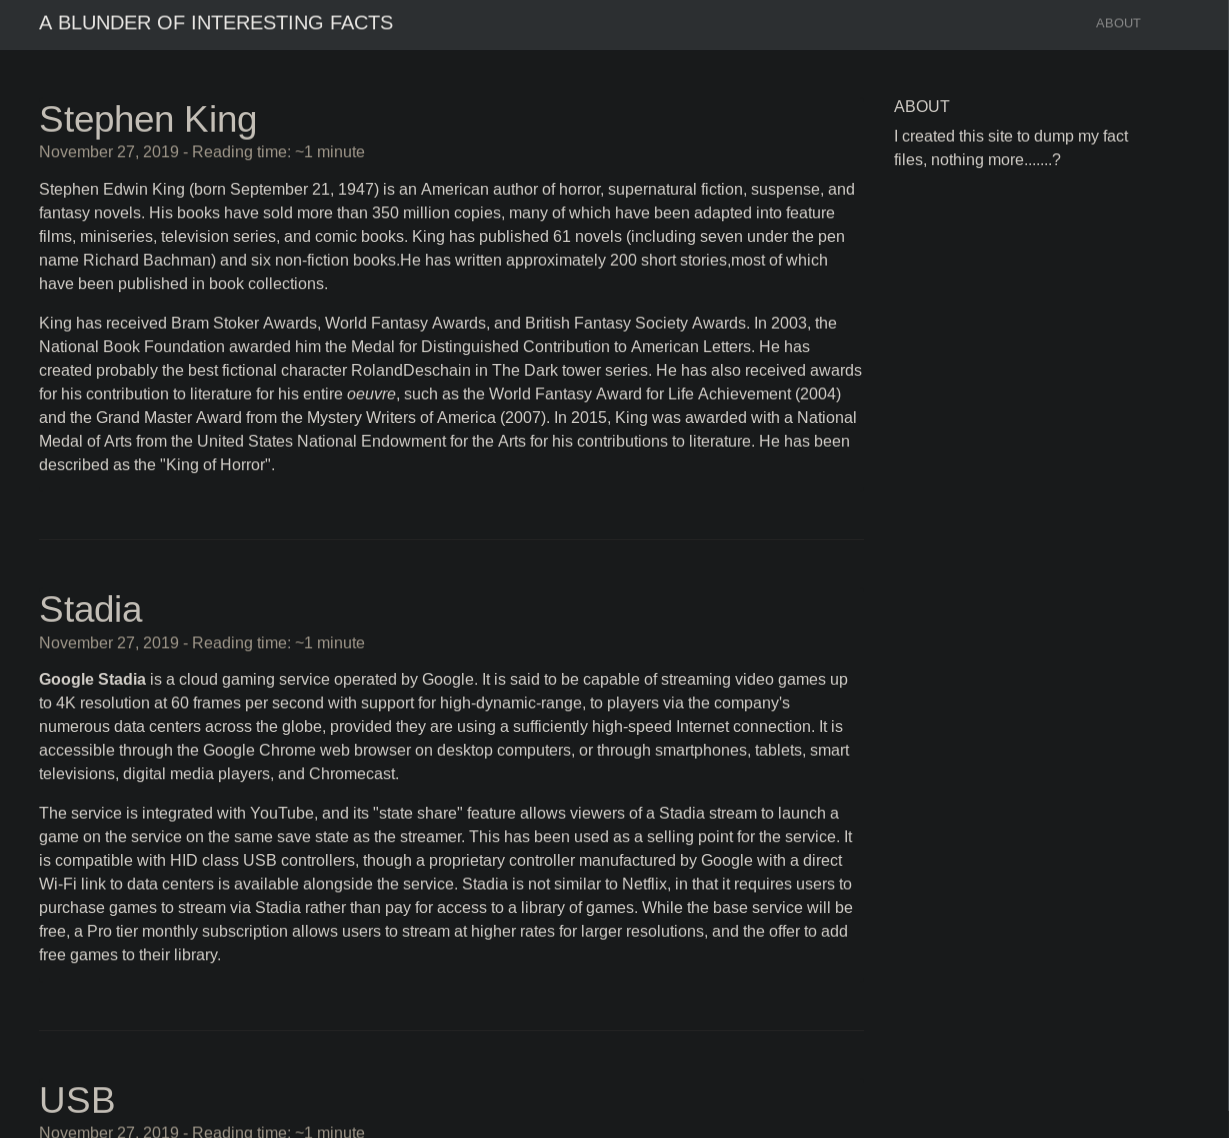 A BLUNDER OF INTERESTING FACTS
ABOUT
Stephen King
November 27, 2019 - Reading time: ~1 minute
Stephen Edwin King (born September 21, 1947) is an American author of horror, supernatural fiction, suspense, and
fantasy novels. His books have sold more than 350 million copies, many of which have been adapted into feature
films, miniseries, television series, and comic books. King has published 61 novels (including seven under the pen
name Richard Bachman) and six non-fiction books.He has written approximately 200 short stories,most of which
have been published in book collections.
King has received Bram Stoker Awards, World Fantasy Awards, and British Fantasy Society Awards. In 2003, the
National Book Foundation awarded him the Medal for Distinguished Contribution to American Letters. He has
created probably the best fictional character RolandDeschain in The Dark tower series. He has also received awards
for his contribution to literature for his entire oeuvre, such as the World Fantasy Award for Life Achievement (2004)
and the Grand Master Award from the Mystery Writers of America (2007). In 2015, King was awarded with a National
Medal of Arts from the United States National Endowment for the Arts for his contributions to literature. He has been
described as the "King of Horror".
Stadia
November 27, 2019 - Reading time: ~1 minute
Google Stadia is a cloud gaming service operated by Google. It is said to be capable of streaming video games up
to 4K resolution at 60 frames per second with support for high-dynamic-range, to players via the company's
numerous data centers across the globe, provided they are using a sufficiently high-speed Internet connection. It is
accessible through the Google Chrome web browser on desktop computers, or through smartphones, tablets, smart
televisions, digital media players, and Chromecast.
The service is integrated with YouTube, and its "state share" feature allows viewers of a Stadia stream to launch a
game on the service on the same save state as the streamer. This has been used as a selling point for the service. It
is compatible with HID class USB controllers, though a proprietary controller manufactured by Google with a direct
Wi-Fi link to data centers is available alongside the service. Stadia is not similar to Netflix, in that it requires users to
purchase games to stream via Stadia rather than pay for access to a library of games. While the base service will be
free, a Pro tier monthly subscription allows users to stream at higher rates for larger resolutions, and the offer to add
free games to their library.
USB
November 27, 2019 - Reading time: ~1 minute
ABOUT
I created this site to dump my fact
files, nothing more.......?